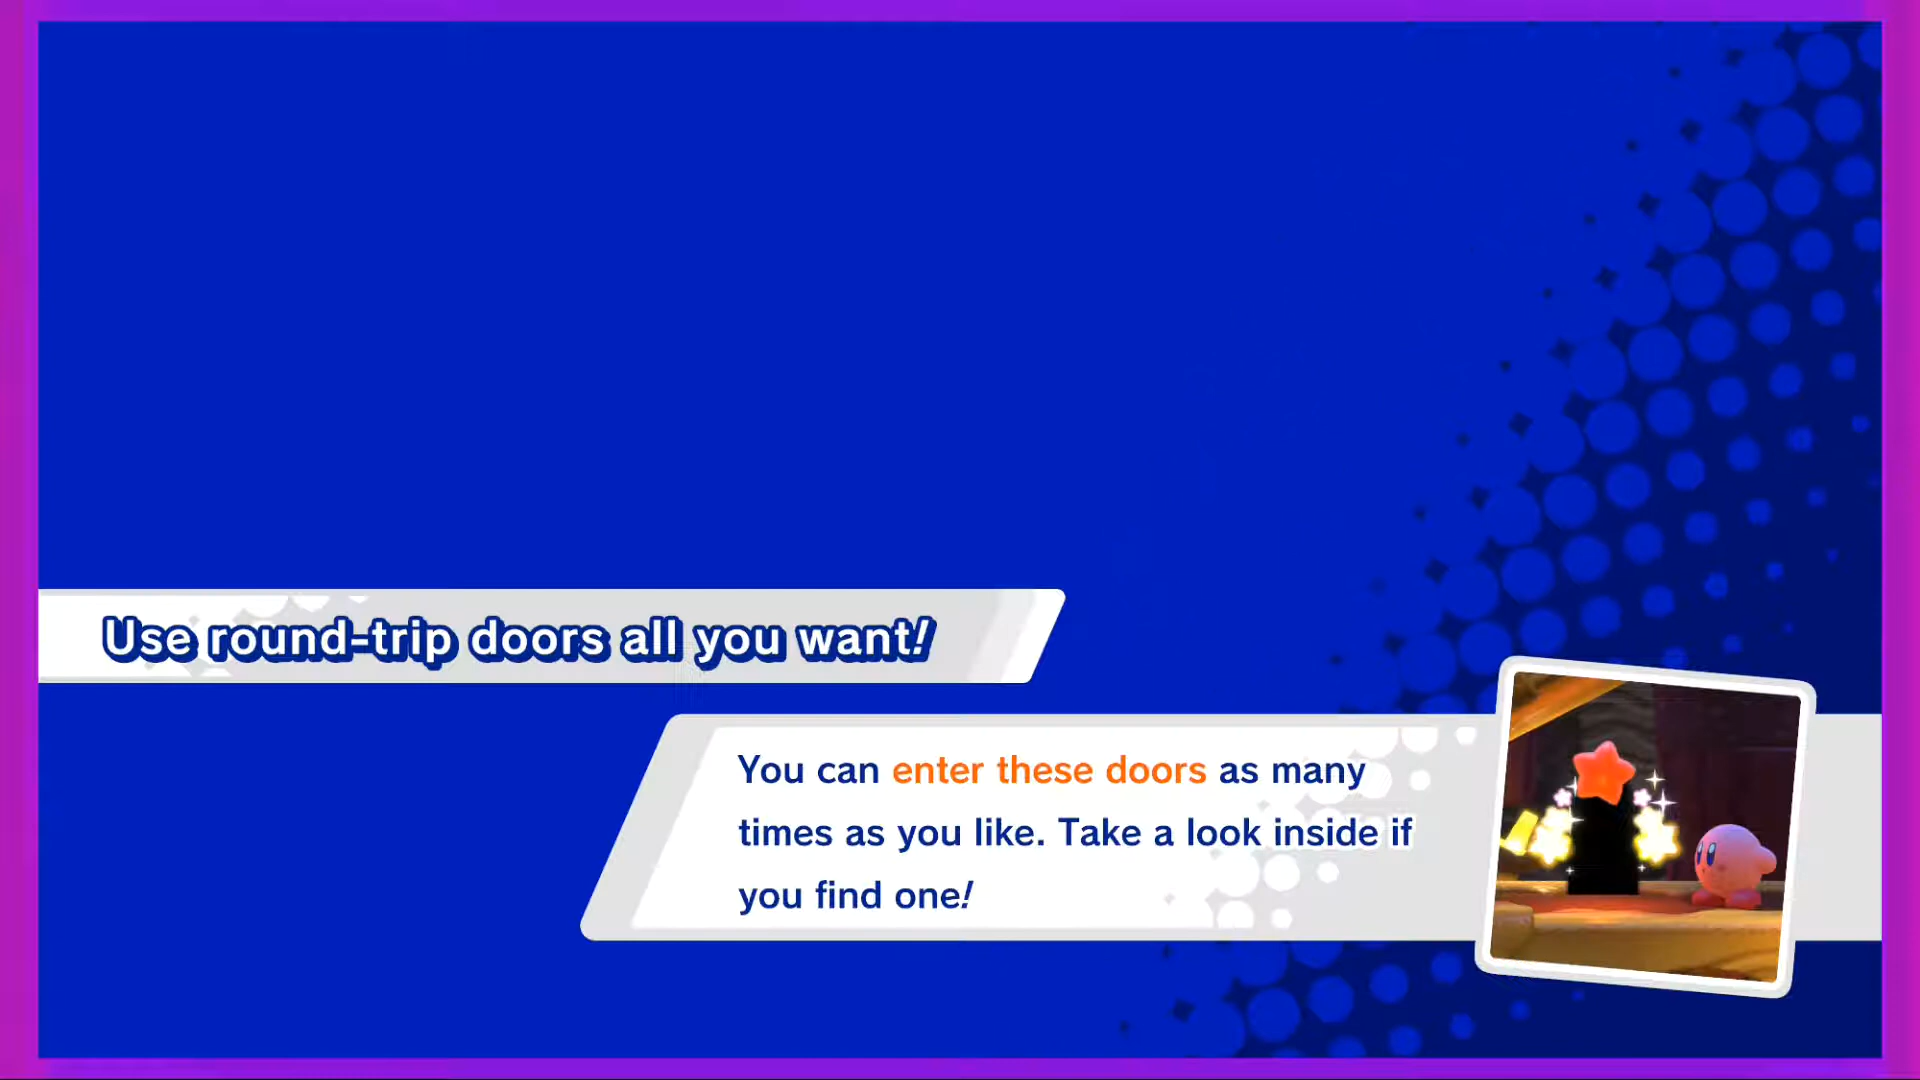 Use round-trip doors all you want!
You can enter these doors as many
times as you like. Take a look inside if
you find one!